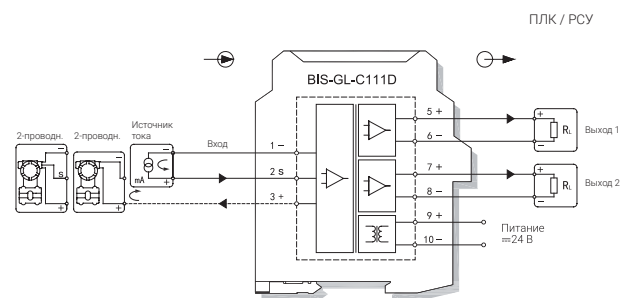 ПЛК / РСУ
BIS-GL-C111D
2-проводн.
2-проводн.
Источник
тока
−
S
+
−
+
−
mA
+
Вход
1 −
2 s
3 +
5 +
6 −
7 +
8 −
9 +
10 −
+
RL
−
Выход 1
+
RL
−
Выход 2
Питание
⎓24 В